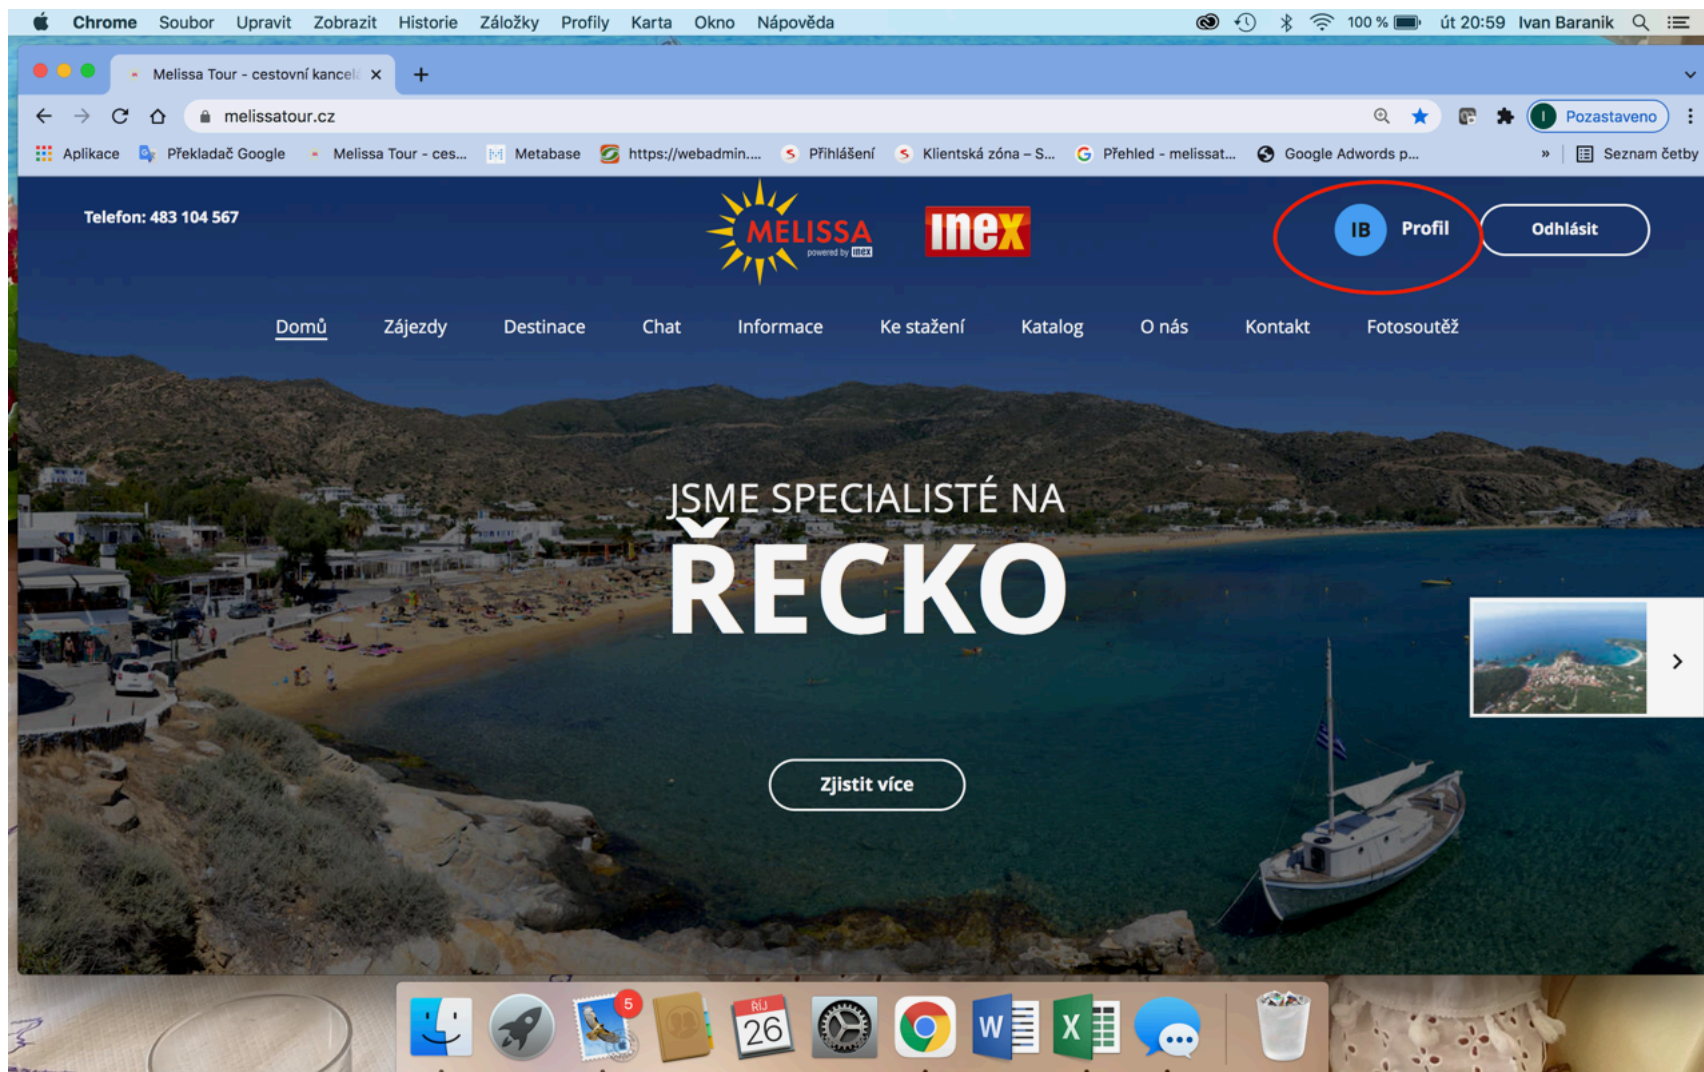 Chrome Soubor Upravit Zobrazit Historie Záložky Profily Karta Okno Nápověda 100 % út 20:59 Ivan Baranik
Melissa Tour - cestovní kancelá
melissatour.cz
Pozastaveno
Aplikace Překladač Google Melissa Tour - ces... Metabase https://webadmin.... Přihlášení Klientská zóna – S... Přehled - melissat... Google Adwords p... » Seznam četby
Telefon: 483 104 567
MELISSA
powered by inex
inex
IB Profil
Odhlásit
Domů Zájezdy Destinace Chat Informace Ke stažení Katalog O nás Kontakt Fotosoutěž
JSME SPECIALISTÉ NA
ŘECKO
Zjistit více
5
ŘÍJ
26
W
X